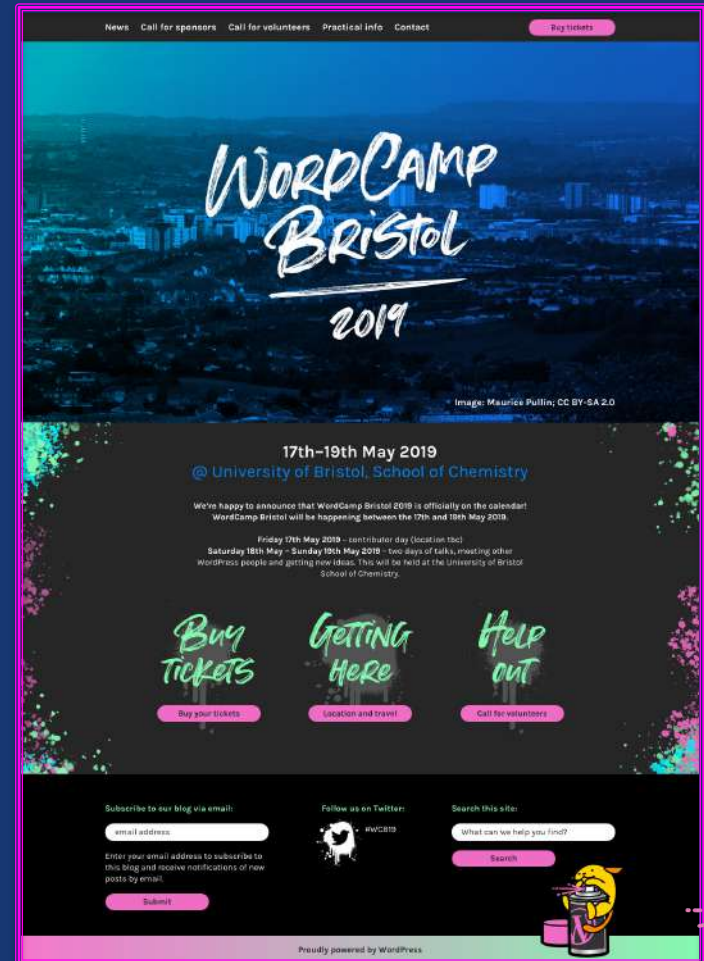 News Call for sponsors Call for volunteers Practical info Contact Buy tickets
WordCamp
Bristol
2019
Image: Maurice Pullin; CC BY-SA 2.0
17th–19th May 2019
@ University of Bristol, School of Chemistry
We're happy to announce that WordCamp Bristol 2019 is officially on the calendar!
WordCamp Bristol will be happening between the 17th and 19th May 2019.
Friday 17th May 2019 – contributor day (location tbc)
Saturday 18th May – Sunday 19th May 2019 – two days of talks, meeting other
WordPress people and getting new ideas. This will be held at the University of Bristol
School of Chemistry.
Buy
Tickets
Getting
Here
Help
out
Buy your tickets
Location and travel
Call for volunteers
Subscribe to our blog via email:
email address
Enter your email address to subscribe to
this blog and receive notifications of new
posts by email.
Submit
Follow us on Twitter:
#WCB19
Search this site:
What can we help you find?
Search
Proudly powered by WordPress